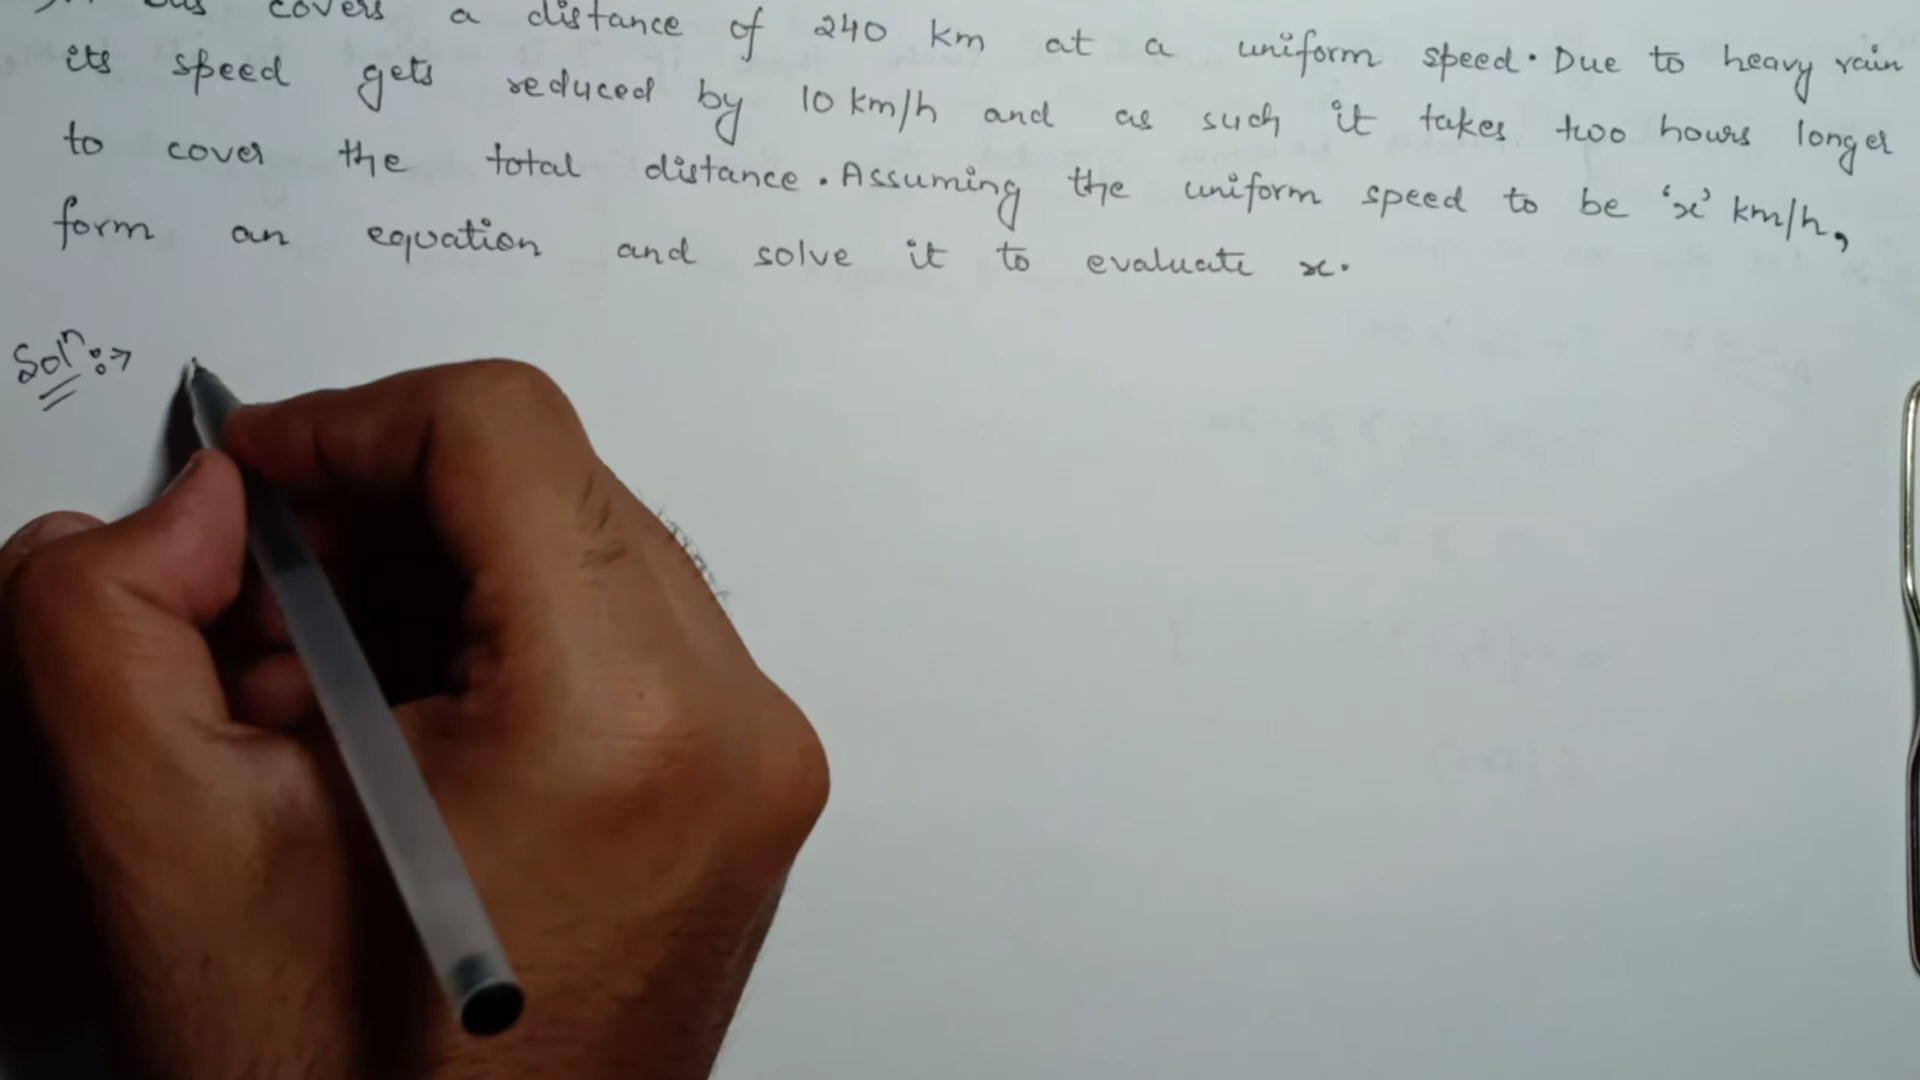 covers a distance of 240 km at a uniform speed. Due to heavy rain
its speed gets reduced by 10 km/h and as such it takes two hours longer
to cover the total distance. Assuming the uniform speed to be 'x' km/h,
form an equation and solve it to evaluate x.
Solⁿ:→